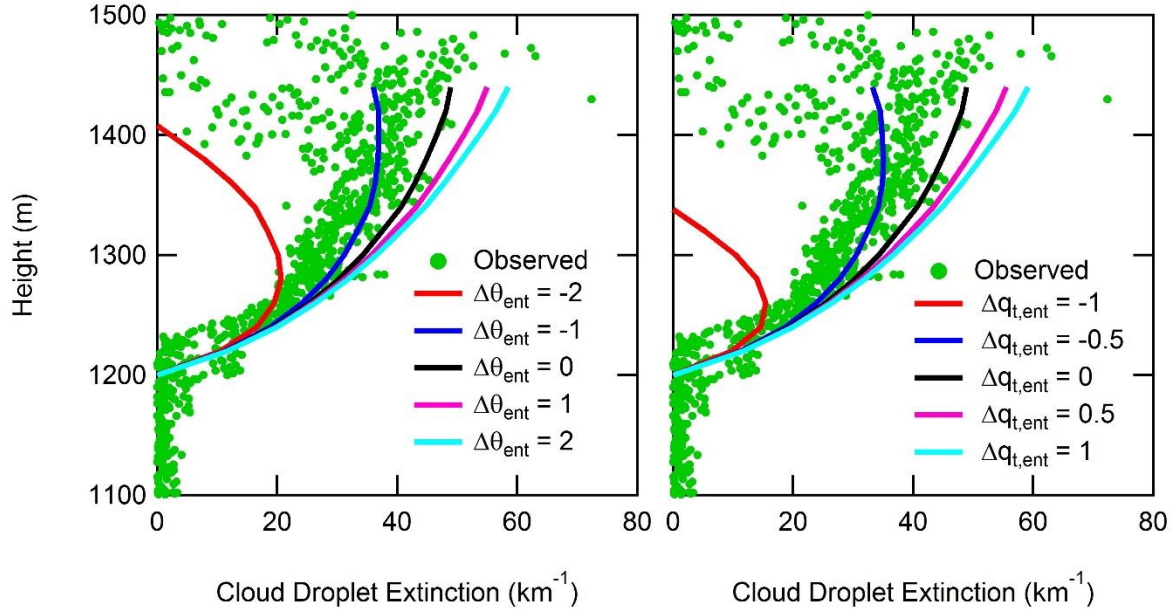 1500
1400
1300
1200
1100
Height (m)
Observed
Δθent = -2
Δθent = -1
Δθent = 0
Δθent = 1
Δθent = 2
0 20 40 60 80
Cloud Droplet Extinction (km-1)
Observed
Δqt,ent = -1
Δqt,ent = -0.5
Δqt,ent = 0
Δqt,ent = 0.5
Δqt,ent = 1
0 20 40 60 80
Cloud Droplet Extinction (km-1)